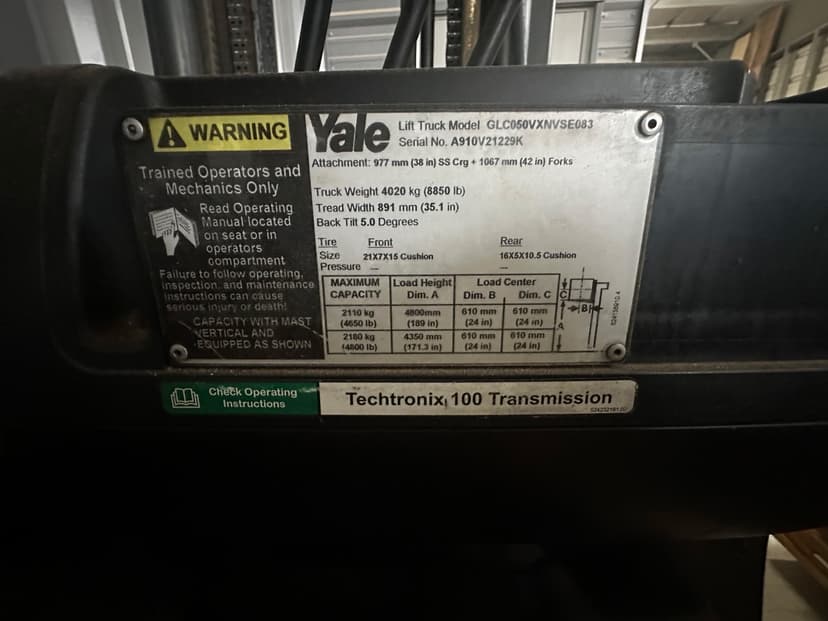 WARNING
Trained Operators and
Mechanics Only
Read Operating
Manual located
on seat or in
operators
compartment
Failure to follow operating,
inspection, and maintenance
instructions can cause
serious injury or death!
CAPACITY WITH MAST
VERTICAL AND
EQUIPPED AS SHOWN
Yale
Lift Truck Model GLC050VXNVSE083
Serial No. A910V21229K
Attachment: 977 mm (38 in) SS Crg + 1067 mm (42 in) Forks
Truck Weight 4020 kg (8850 lb)
Tread Width 891 mm (35.1 in)
Back Tilt 5.0 Degrees
Tire Front Rear
Size 21X7X15 Cushion 16X5X10.5 Cushion
Pressure — —
MAXIMUM Load Height Load Center
CAPACITY Dim. A Dim. B Dim. C
2110 kg 4800mm 610 mm 610 mm
(4650 lb) (189 in) (24 in) (24 in)
2180 kg 4350 mm 610 mm 610 mm
(4800 lb) (171.3 in) (24 in) (24 in)
C
B
A
Check Operating
Instructions
Techtronix 100 Transmission